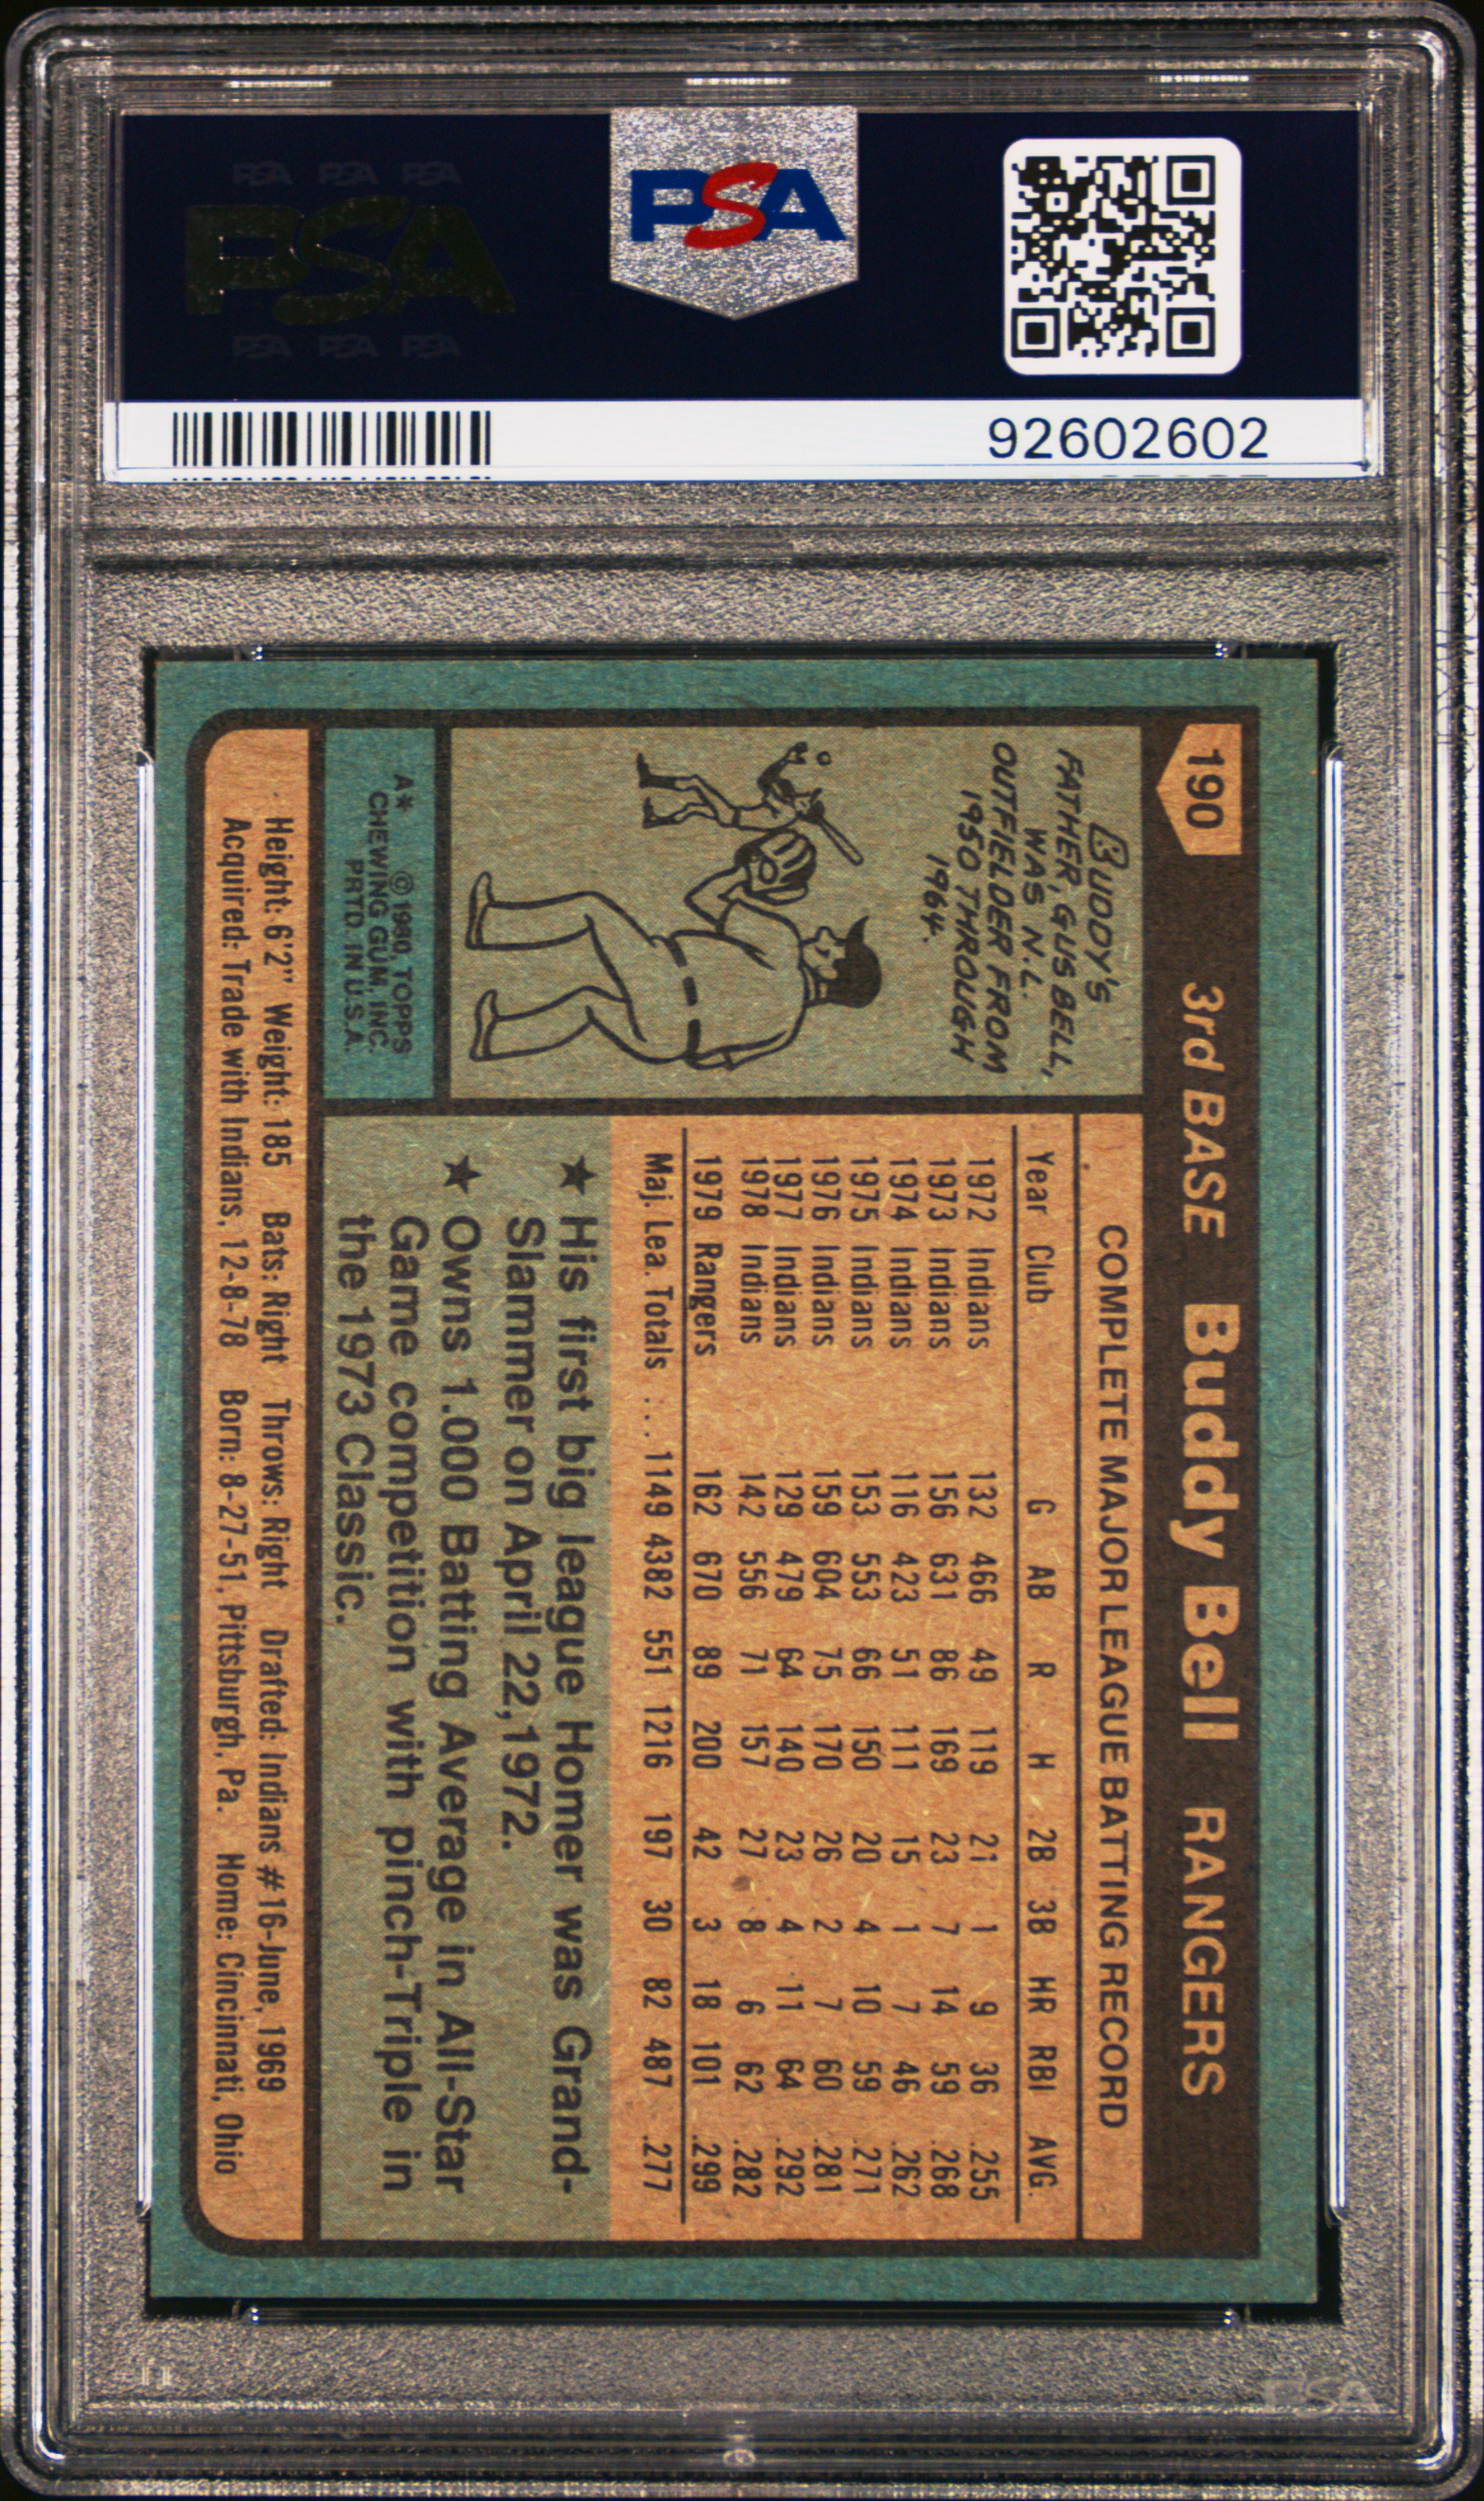 PSA PSA PSA
PSA
PSA PSA PSA
PSA
92602602
190 3rd BASE Buddy Bell RANGERS
BUDDY'S
FATHER, GUS BELL,
WAS N.L.
OUTFIELDER FROM
1950 THROUGH
1964.
A* © 1980, TOPPS
CHEWING GUM, INC.
PRTD. IN U.S.A.
COMPLETE MAJOR LEAGUE BATTING RECORD
Year Club G AB R H 2B 3B HR RBI AVG.
1972 Indians 132 466 49 119 21 1 9 36 .255
1973 Indians 156 631 86 169 23 7 14 59 .268
1974 Indians 116 423 51 111 15 1 7 46 .262
1975 Indians 153 553 66 150 20 4 10 59 .271
1976 Indians 159 604 75 170 26 2 7 60 .281
1977 Indians 129 479 64 140 23 4 11 64 .292
1978 Indians 142 556 71 157 27 8 6 62 .282
1979 Rangers 162 670 89 200 42 3 18 101 .299
Maj. Lea. Totals . . . 1149 4382 551 1216 197 30 82 487 .277
★ His first big league Homer was Grand-
Slammer on April 22,1972.
★ Owns 1.000 Batting Average in All-Star
Game competition with pinch-Triple in
the 1973 Classic.
Height: 6'2" Weight: 185 Bats: Right Throws: Right Drafted: Indians #16-June, 1969
Acquired: Trade with Indians, 12-8-78 Born: 8-27-51, Pittsburgh, Pa. Home: Cincinnati, Ohio
PSA